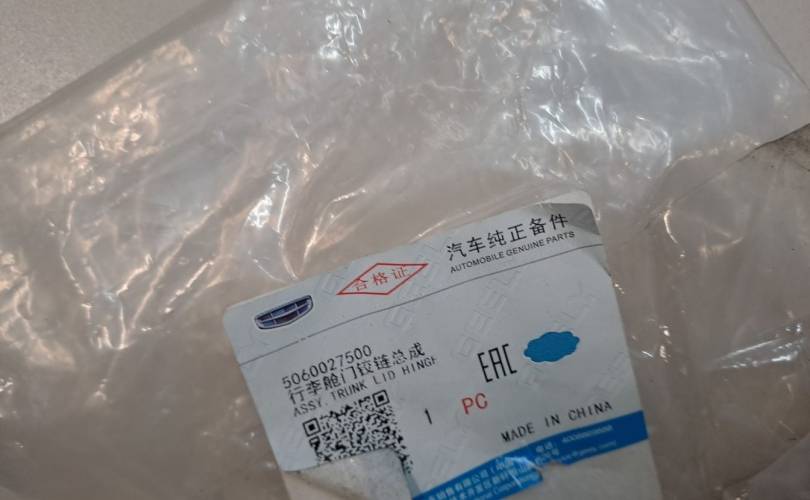 合格证
汽车纯正备件
AUTOMOBILE GENUINE PARTS
5060027500
行李舱门铰链总成
ASSY.TRUNK LID HING
EAC
1 PC
MADE IN CHINA